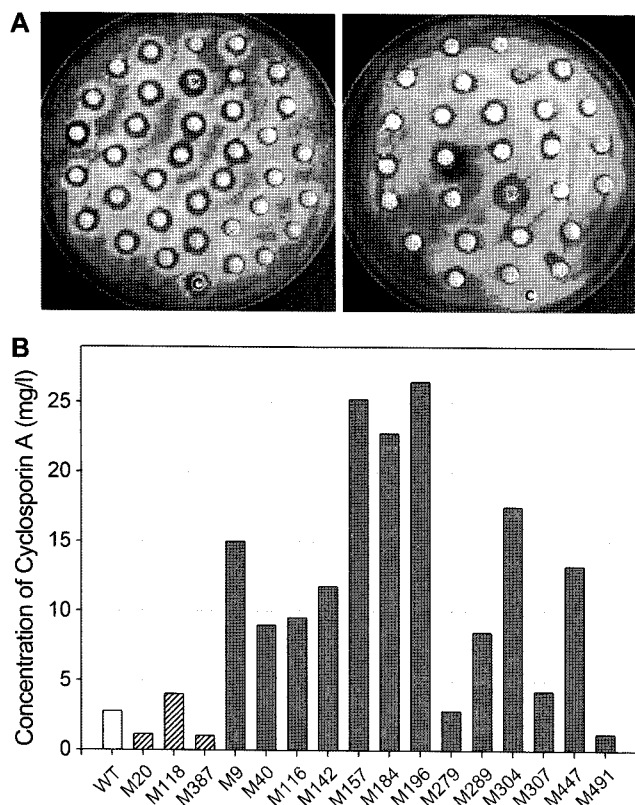 A
C
C
B
Concentration of Cyclosporin A (mg/l)
25
20
15
10
5
0
WT
M20
M118
M387
M9
M40
M116
M142
M157
M184
M196
M279
M289
M304
M307
M447
M491